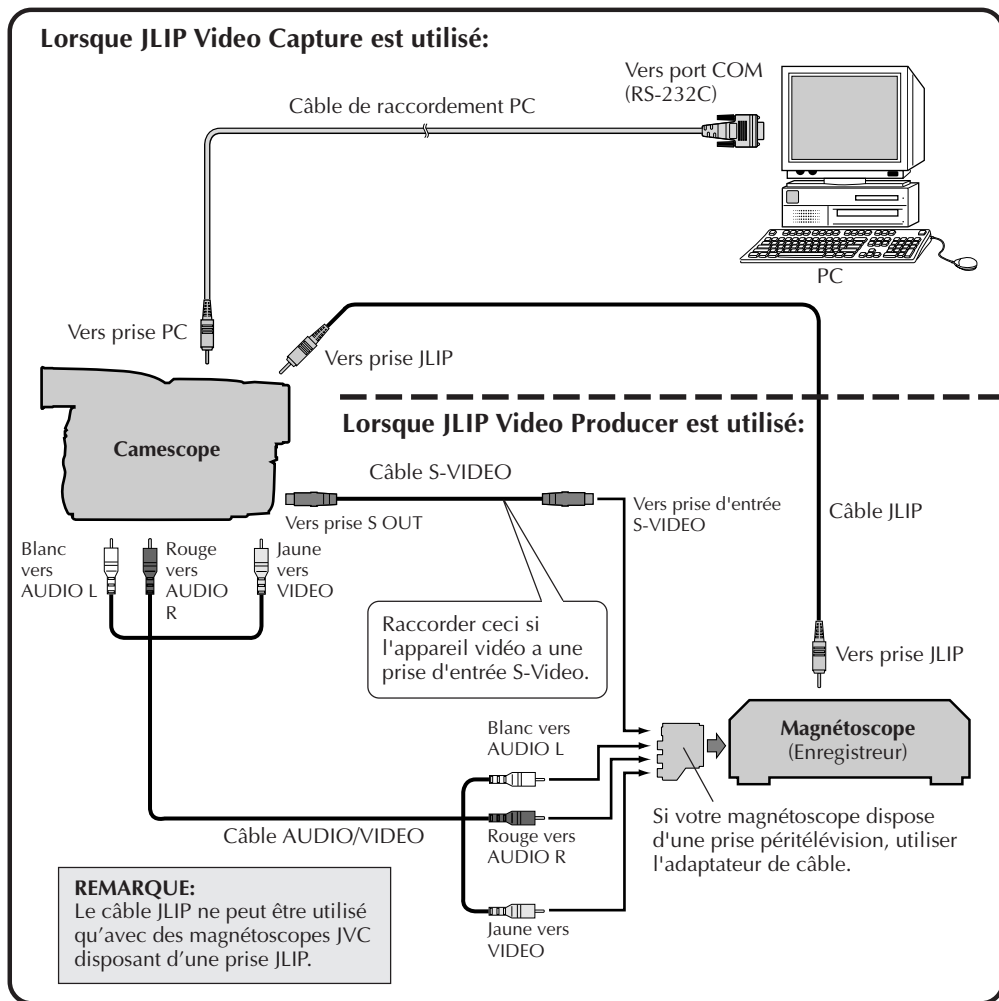 Lorsque JLIP Video Capture est utilisé:
Vers port COM
(RS-232C)
Câble de raccordement PC
PC
Vers prise PC
Vers prise JLIP
Camescope
Lorsque JLIP Video Producer est utilisé:
Câble S-VIDEO
Vers prise S OUT
Vers prise d'entrée
S-VIDEO
Câble JLIP
Blanc
vers
AUDIO L
Rouge
vers
AUDIO
R
Jaune
vers
VIDEO
Raccorder ceci si
l'appareil vidéo a une
prise d'entrée S-Video.
Vers prise JLIP
Blanc vers
AUDIO L
Magnétoscope
(Enregistreur)
Câble AUDIO/VIDEO
Rouge vers
AUDIO R
Si votre magnétoscope dispose
d'une prise péritélévision, utiliser
l'adaptateur de câble.
Jaune vers
VIDEO
REMARQUE:
Le câble JLIP ne peut être utilisé
qu’avec des magnétoscopes JVC
disposant d’une prise JLIP.